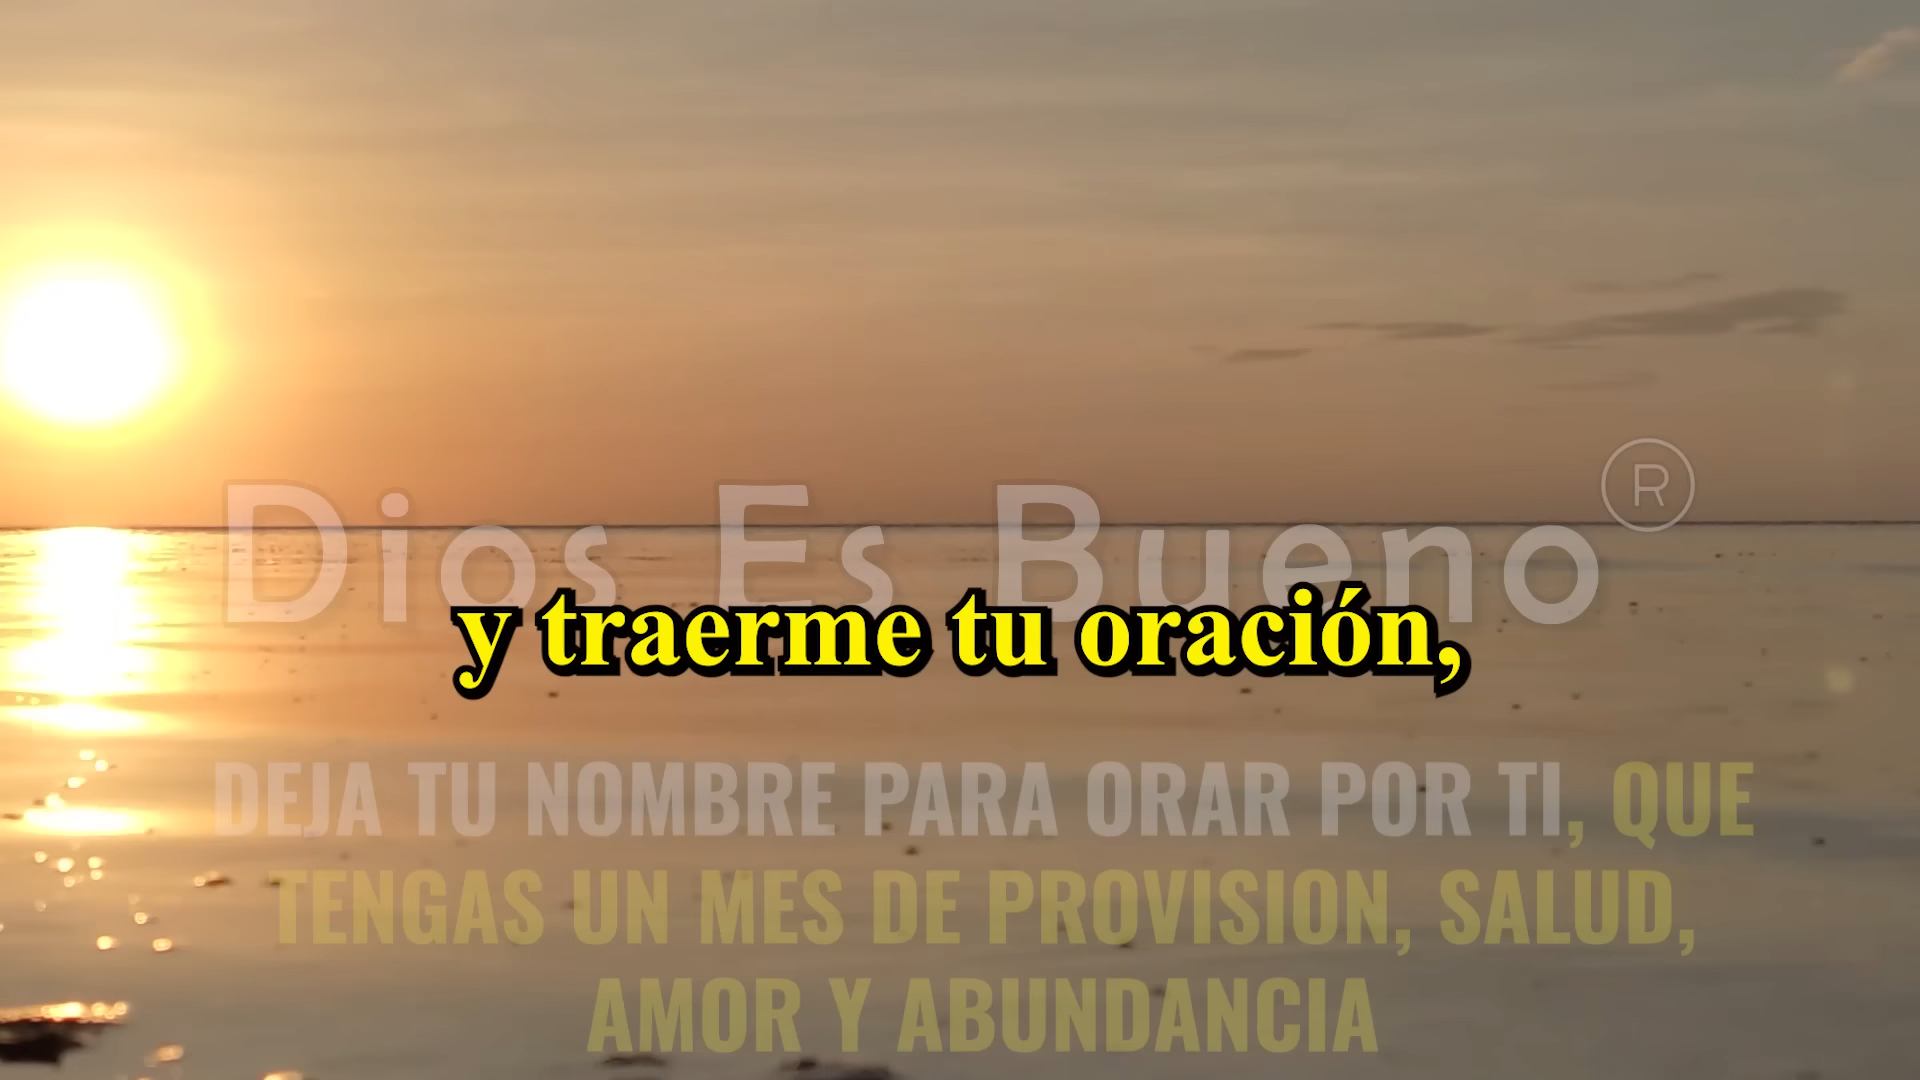 Dios Es Bueno®
y traerme tu oración,
DEJA TU NOMBRE PARA ORAR POR TI, QUE
TENGAS UN MES DE PROVISION, SALUD,
AMOR Y ABUNDANCIA